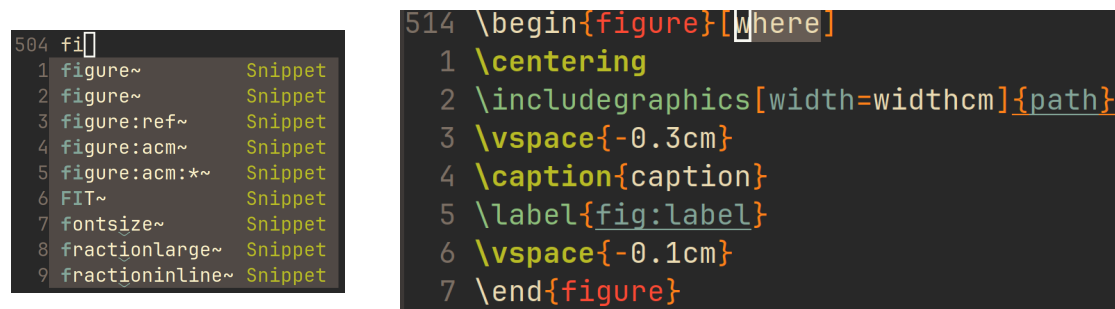 504 fi
1 figure~ Snippet
2 figure~ Snippet
3 figure:ref~ Snippet
4 figure:acm~ Snippet
5 figure:acm:*~ Snippet
6 FIT~ Snippet
7 fontsize~ Snippet
8 fractionlarge~ Snippet
9 fractioninline~ Snippet
514 \begin{figure}[where]
1 \centering
2 \includegraphics[width=widthcm]{path}
3 \vspace{-0.3cm}
4 \caption{caption}
5 \label{fig:label}
6 \vspace{-0.1cm}
7 \end{figure}